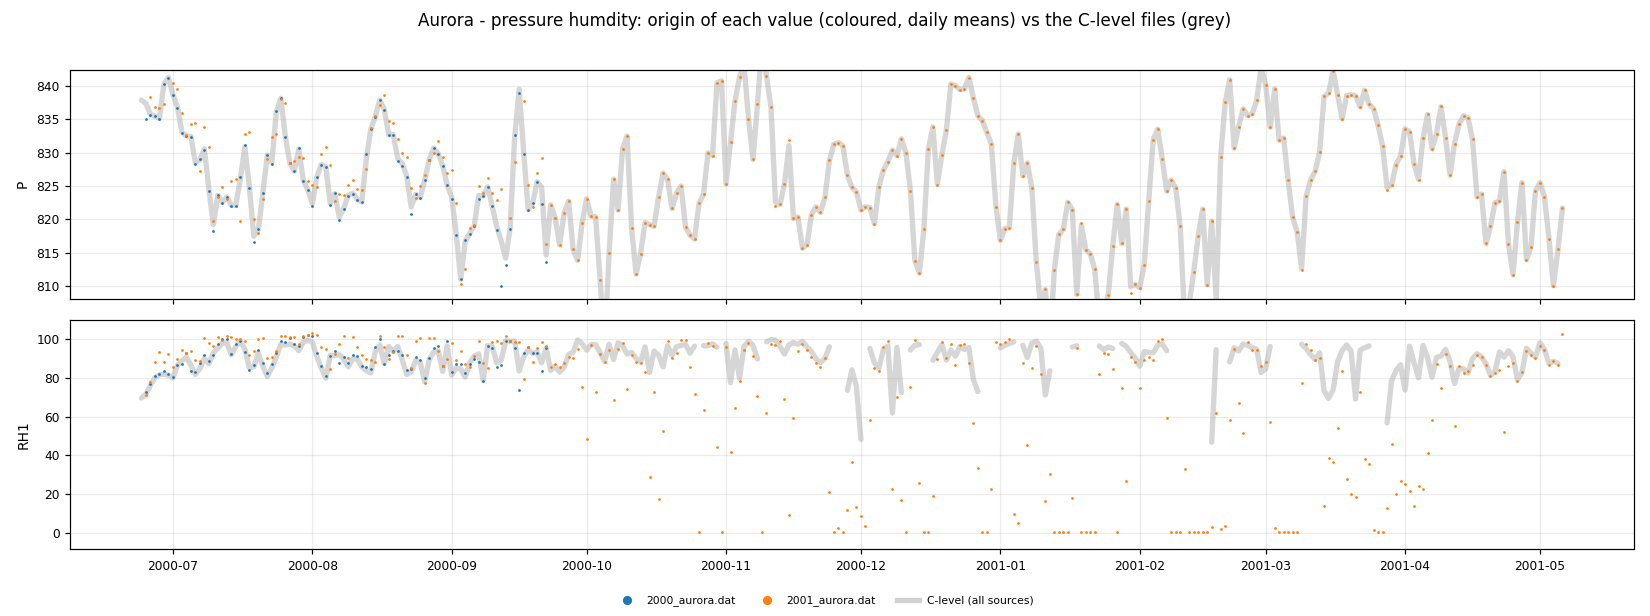 Aurora - pressure humdity: origin of each value (coloured, daily means) vs the C-level files (grey)
840
835
830
825
820
815
810
P
100
80
60
40
20
0
RH1
2000-07 2000-08 2000-09 2000-10 2000-11 2000-12 2001-01 2001-02 2001-03 2001-04 2001-05
2000_aurora.dat 2001_aurora.dat C-level (all sources)